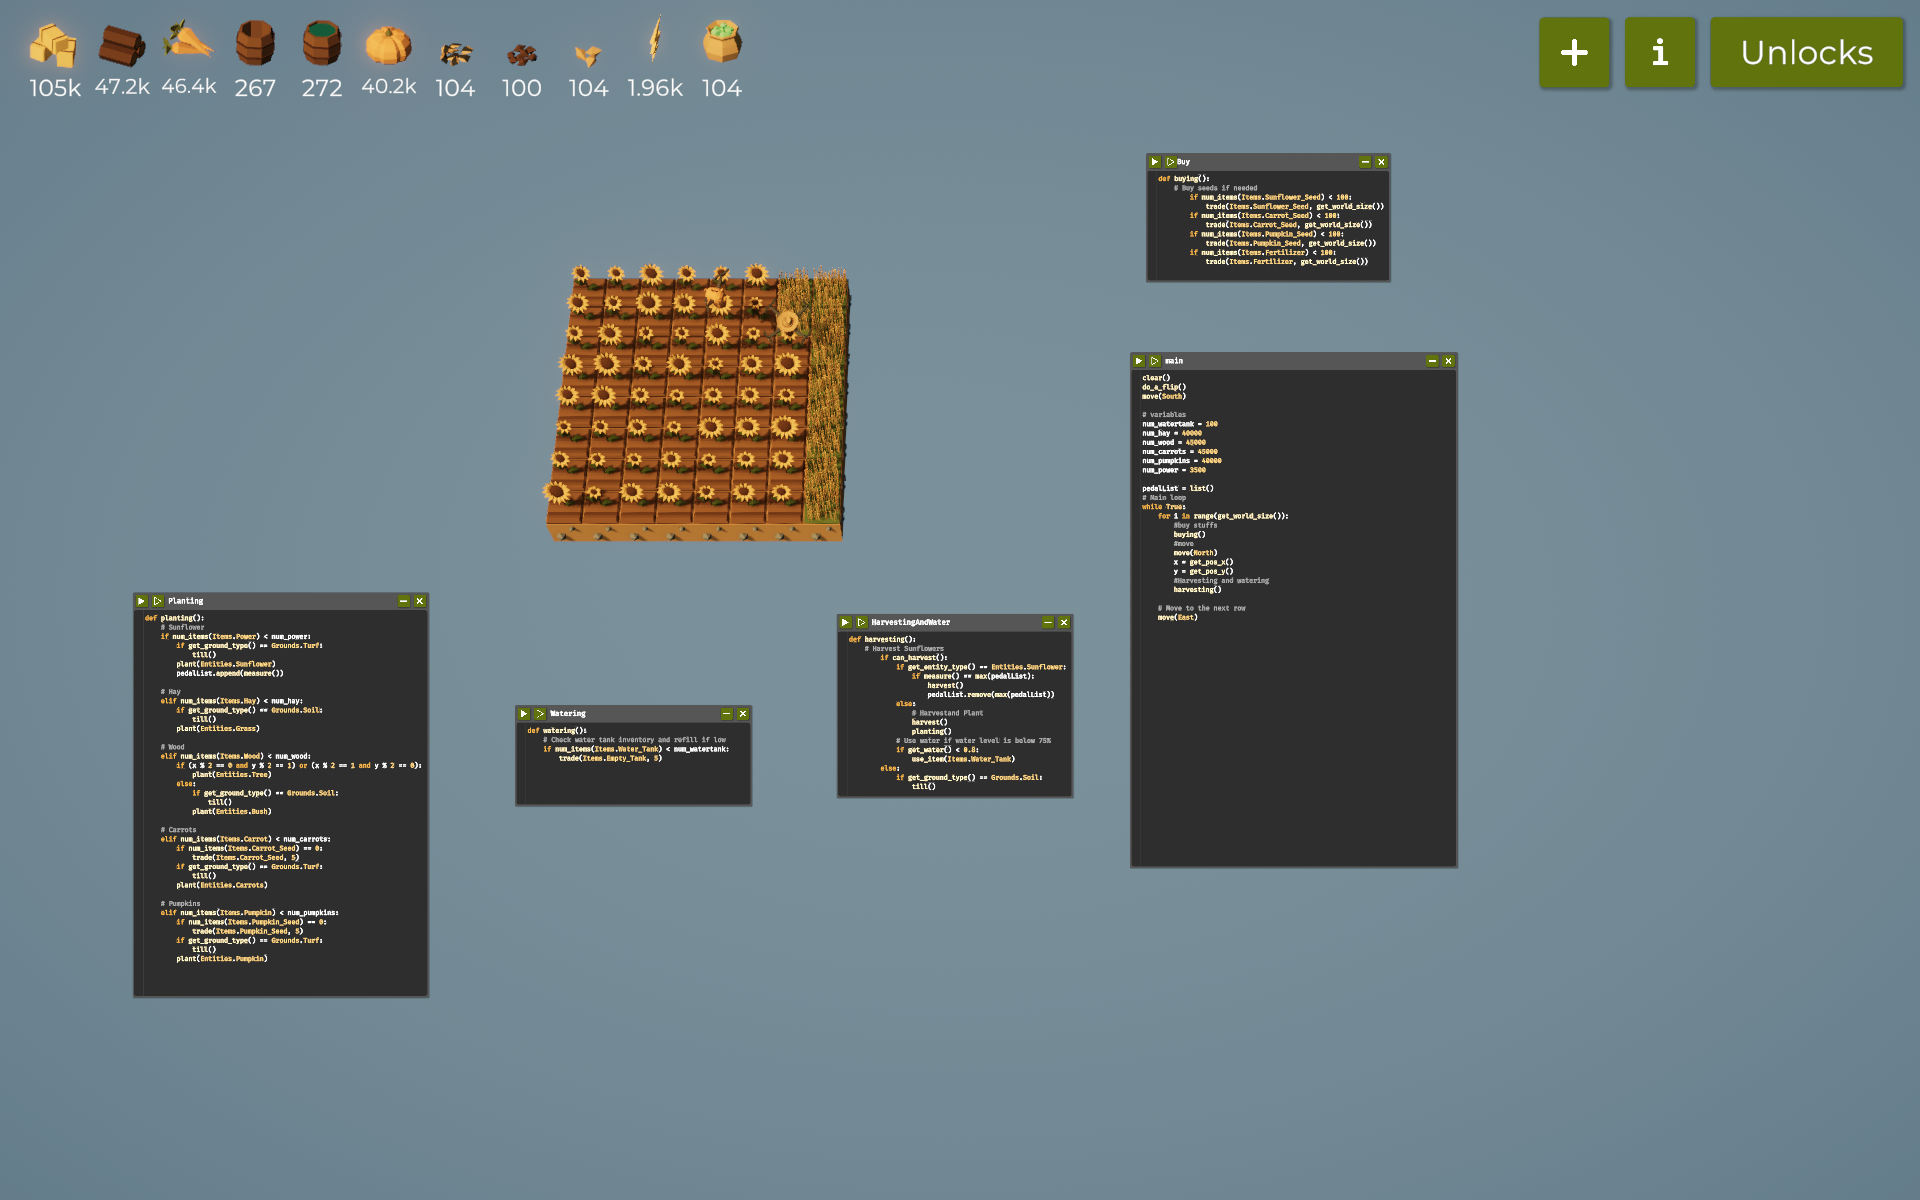 105k 47.2k 46.4k 267 272 40.2k 104 100 104 1.96k 104
+ i Unlocks
Buy
def buying():
# Buy seeds if needed
if num_items(Items.Sunflower_Seed) < 100:
trade(Items.Sunflower_Seed, get_world_size())
if num_items(Items.Carrot_Seed) < 100:
trade(Items.Carrot_Seed, get_world_size())
if num_items(Items.Pumpkin_Seed) < 100:
trade(Items.Pumpkin_Seed, get_world_size())
if num_items(Items.Fertilizer) < 100:
trade(Items.Fertilizer, get_world_size())
main
clear()
do_a_flip()
move(South)
# variables
num_watertank = 100
num_hay = 40000
num_wood = 45000
num_carrots = 45000
num_pumpkins = 40000
num_power = 3500
pedalList = list()
# Main loop
while True:
for i in range(get_world_size()):
#buy stuffs
buying()
#move
move(North)
x = get_pos_x()
y = get_pos_y()
#Harvesting and watering
harvesting()
# Move to the next row
move(East)
Planting
def planting():
# Sunflower
if num_items(Items.Power) < num_power:
if get_ground_type() == Grounds.Turf:
till()
plant(Entities.Sunflower)
pedalList.append(measure())
# Hay
elif num_items(Items.Hay) < num_hay:
if get_ground_type() == Grounds.Soil:
till()
plant(Entities.Grass)
# Wood
elif num_items(Items.Wood) < num_wood:
if (x % 2 == 0 and y % 2 == 1) or (x % 2 == 1 and y % 2 == 0):
plant(Entities.Tree)
else:
if get_ground_type() == Grounds.Soil:
till()
plant(Entities.Bush)
# Carrots
elif num_items(Items.Carrot) < num_carrots:
if num_items(Items.Carrot_Seed) == 0:
trade(Items.Carrot_Seed, 5)
if get_ground_type() == Grounds.Turf:
till()
plant(Entities.Carrots)
# Pumpkins
elif num_items(Items.Pumpkin) < num_pumpkins:
if num_items(Items.Pumpkin_Seed) == 0:
trade(Items.Pumpkin_Seed, 5)
if get_ground_type() == Grounds.Turf:
till()
plant(Entities.Pumpkin)
Watering
def watering():
# Check water tank inventory and refill if low
if num_items(Items.Water_Tank) < num_watertank:
trade(Items.Empty_Tank, 5)
HarvestingAndWater
def harvesting():
# Harvest Sunflowers
if can_harvest():
if get_entity_type() == Entities.Sunflower:
if measure() == max(pedalList):
harvest()
pedalList.remove(max(pedalList))
else:
# Harvestand Plant
harvest()
planting()
# Use water if water level is below 75%
if get_water() < 0.8:
use_item(Items.Water_Tank)
else:
if get_ground_type() == Grounds.Soil:
till()